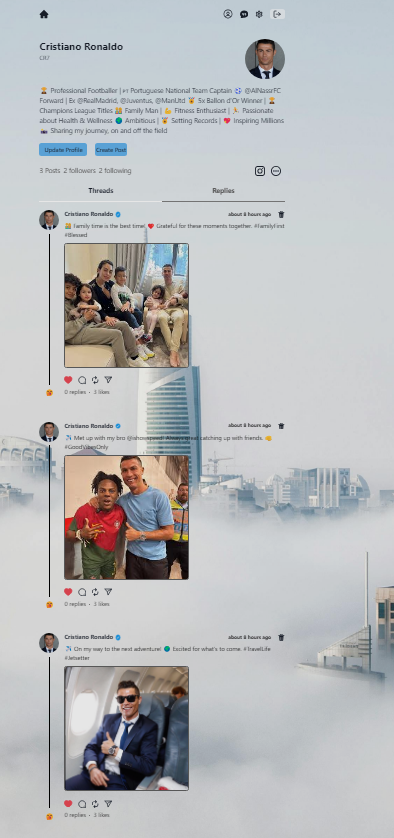 Cristiano Ronaldo
CR7
🏆 Professional Footballer | PT Portuguese National Team Captain ⚽ @AlNassrFC
Forward | Ex @RealMadrid, @Juventus, @ManUtd 🏅 5x Ballon d'Or Winner | 🏆
Champions League Titles 👪 Family Man | 💪 Fitness Enthusiast | 🏃 Passionate
about Health & Wellness 🌍 Ambitious | 🏅 Setting Records | ❤️ Inspiring Millions
📷 Sharing my journey, on and off the field
Update Profile Create Post
3 Posts 2 followers 2 following
Threads Replies
Cristiano Ronaldo about 8 hours ago
👪 Family time is the best time! ❤️ Grateful for these moments together. #FamilyFirst
#Blessed
0 replies · 3 likes
Cristiano Ronaldo about 8 hours ago
✈️ Met up with my bro @ishowspeed! Always great catching up with friends. 👊
#GoodVibesOnly
0 replies · 3 likes
Cristiano Ronaldo about 8 hours ago
✈️ On my way to the next adventure! 🌍 Excited for what's to come. #TravelLife
#Jetsetter
0 replies · 3 likes